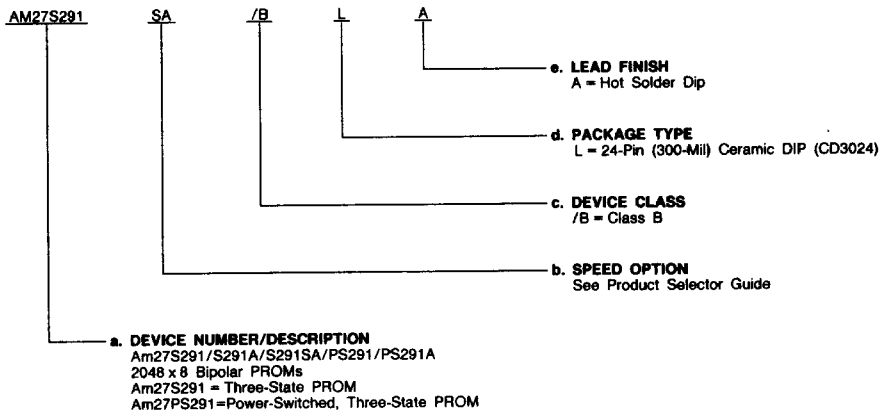 AM27S291 SA /B L A
e. LEAD FINISH
A = Hot Solder Dip
d. PACKAGE TYPE
L = 24-Pin (300-Mil) Ceramic DIP (CD3024)
c. DEVICE CLASS
/B = Class B
b. SPEED OPTION
See Product Selector Guide
a. DEVICE NUMBER/DESCRIPTION
Am27S291/S291A/S291SA/PS291/PS291A
2048 x 8 Bipolar PROMs
Am27S291 = Three-State PROM
Am27PS291=Power-Switched, Three-State PROM